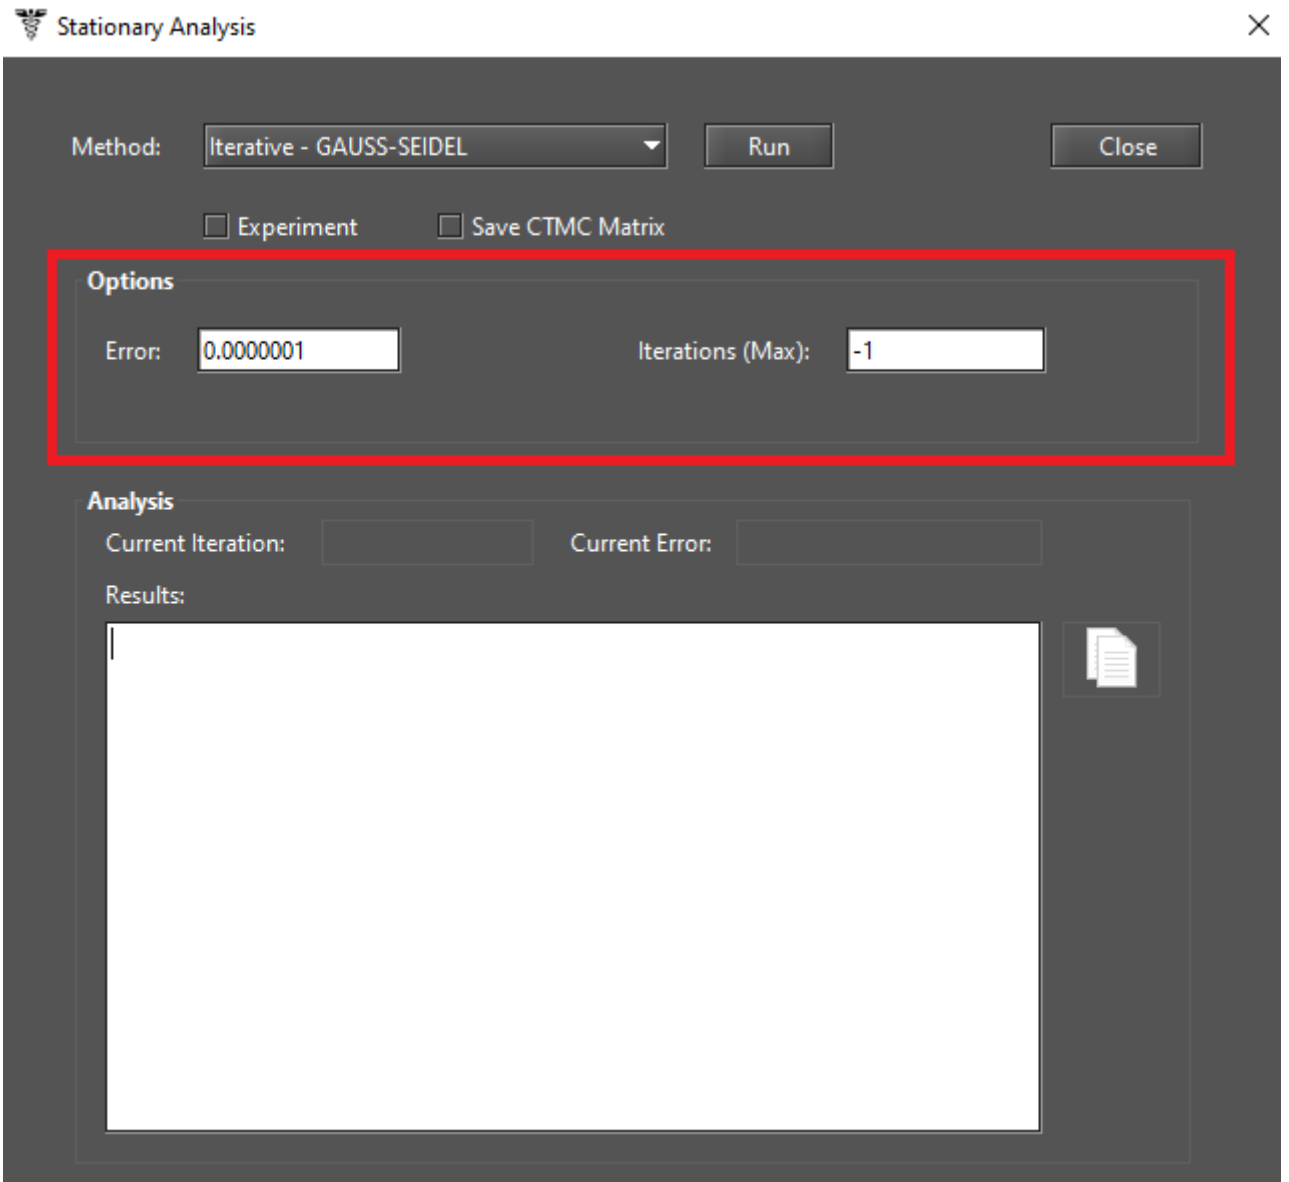 Stationary Analysis
Method: Iterative - GAUSS-SEIDEL Run Close
Experiment Save CTMC Matrix
Options
Error: 0.0000001 Iterations (Max): -1
Analysis
Current Iteration: Current Error:
Results: